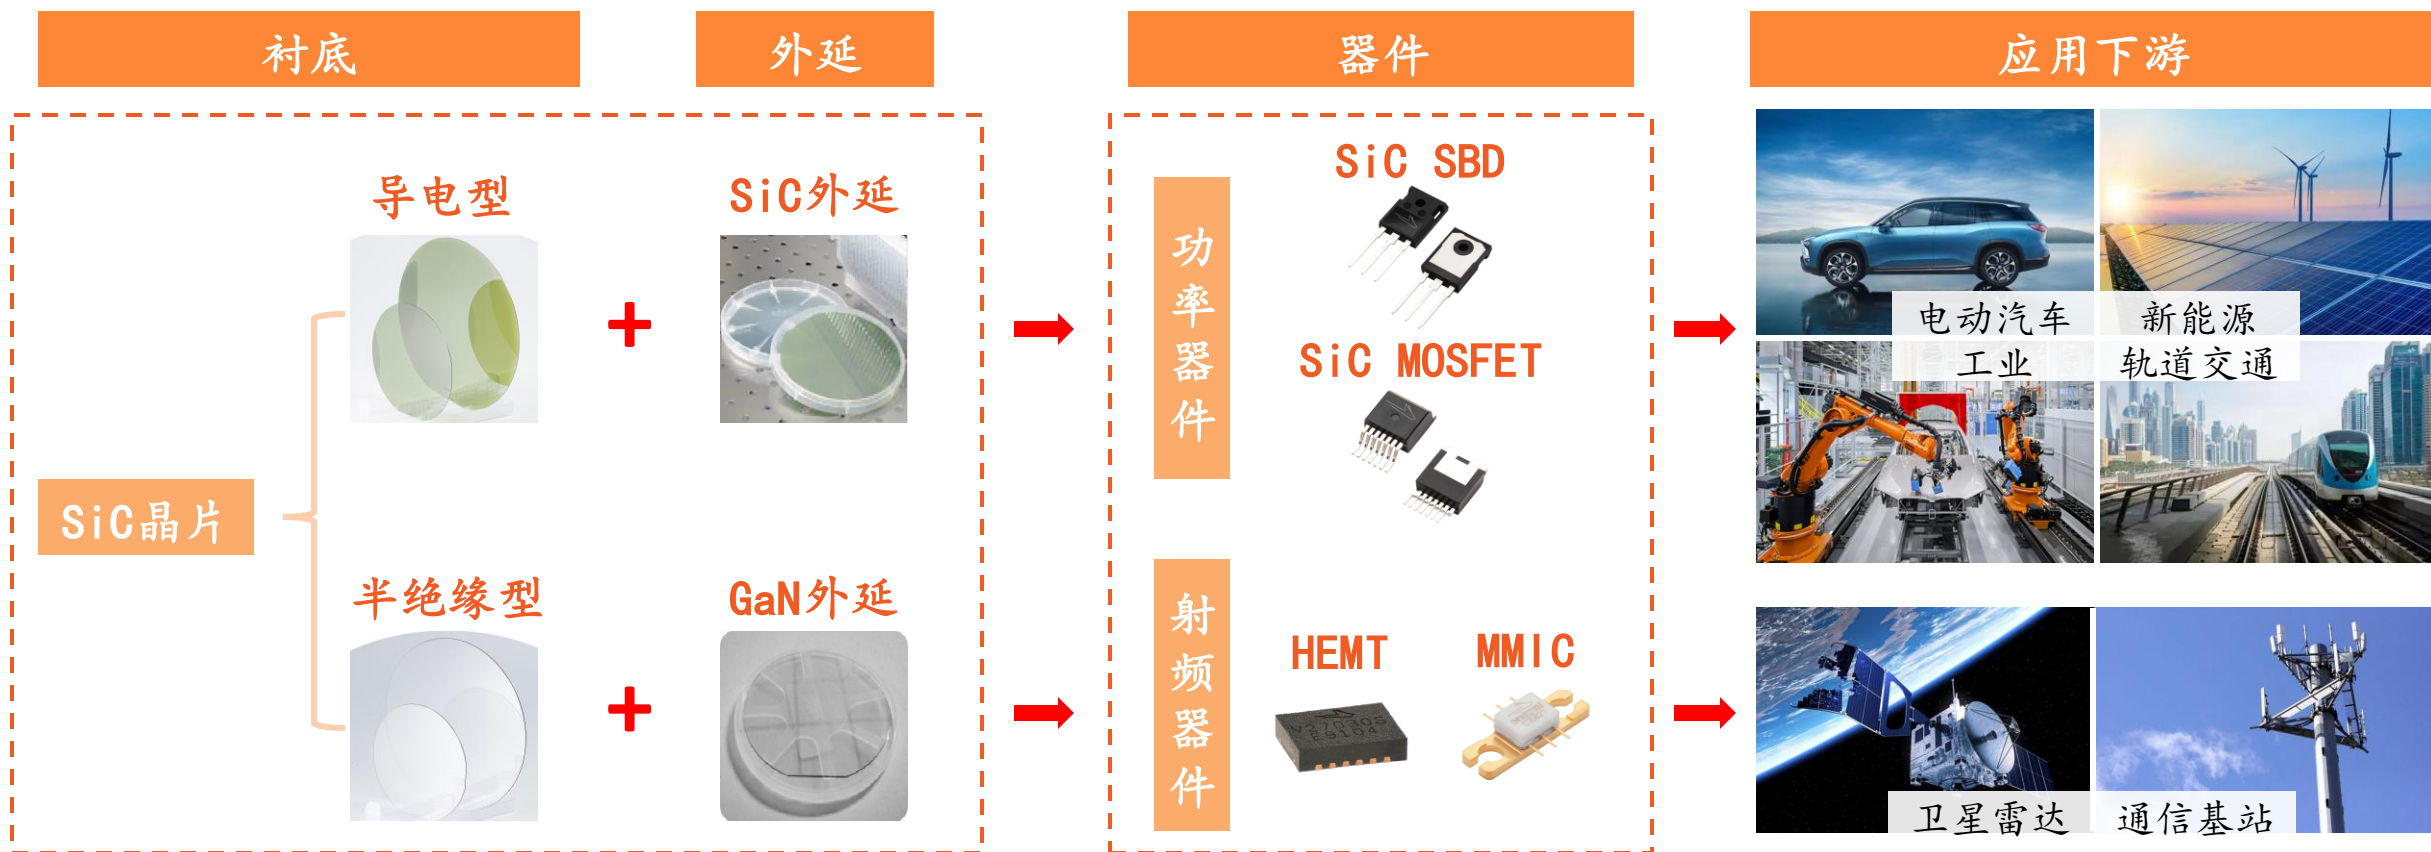 衬底
外延
器件
应用下游
SiC晶片
导电型
SiC外延
半绝缘型
GaN外延
功率器件
SiC SBD
SiC MOSFET
射频器件
HEMT
MMIC
电动汽车
新能源
工业
轨道交通
卫星雷达
通信基站